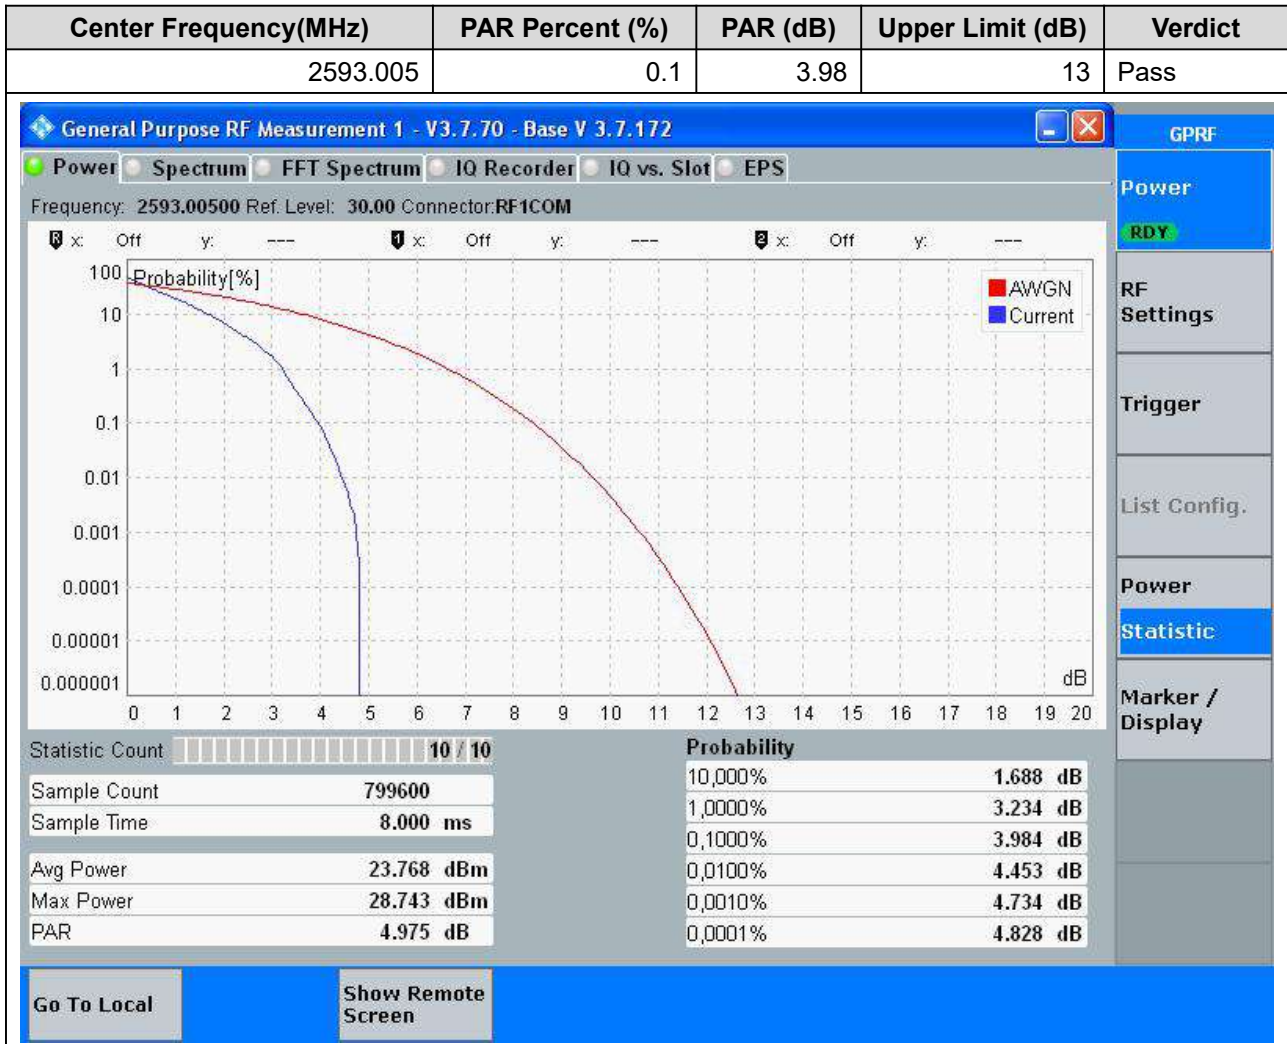 Center Frequency(MHz) PAR Percent (%) PAR (dB) Upper Limit (dB) Verdict
2593.005 0.1 3.98 13 Pass
General Purpose RF Measurement 1 - V3.7.70 - Base V 3.7.172
GPRF
Power Spectrum FFT Spectrum IQ Recorder IQ vs. Slot EPS
Power
RDY
Frequency: 2593.00500 Ref. Level: 30.00 Connector:RF1COM
R x: Off y: --- 1 x: Off y: --- 2 x: Off y: ---
Probability[%]
AWGN
Current
100
10
1
0.1
0.01
0.001
0.0001
0.00001
0.000001
dB
0 1 2 3 4 5 6 7 8 9 10 11 12 13 14 15 16 17 18 19 20
RF
Settings
Trigger
List Config.
Power
Statistic
Marker /
Display
Statistic Count 10 / 10
Sample Count 799600
Sample Time 8.000 ms
Avg Power 23.768 dBm
Max Power 28.743 dBm
PAR 4.975 dB
Probability
10,000% 1.688 dB
1,0000% 3.234 dB
0,1000% 3.984 dB
0,0100% 4.453 dB
0,0010% 4.734 dB
0,0001% 4.828 dB
Go To Local
Show Remote
Screen